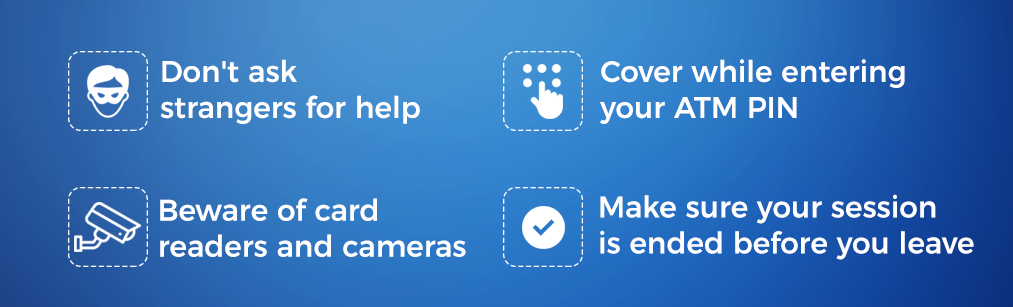 Don't ask
strangers for help
Cover while entering
your ATM PIN
Beware of card
readers and cameras
Make sure your session
is ended before you leave